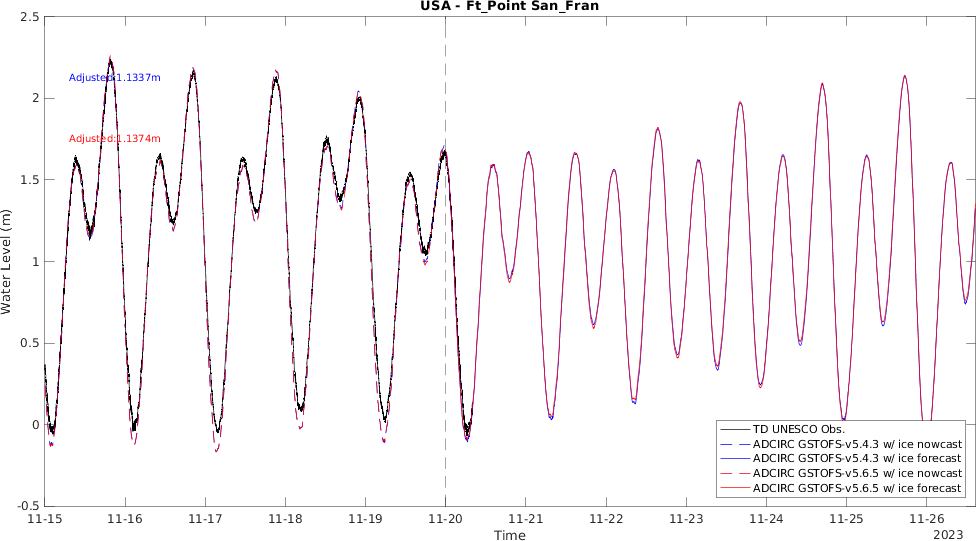 USA - Ft_Point San_Fran
2.5
2
1.5
1
0.5
0
-0.5
Water Level (m)
Adjusted:1.1337m
Adjusted:1.1374m
TD UNESCO Obs.
ADCIRC GSTOFS-v5.4.3 w/ ice nowcast
ADCIRC GSTOFS-v5.4.3 w/ ice forecast
ADCIRC GSTOFS-v5.6.5 w/ ice nowcast
ADCIRC GSTOFS-v5.6.5 w/ ice forecast
11-15 11-16 11-17 11-18 11-19 11-20 11-21 11-22 11-23 11-24 11-25 11-26
Time
2023